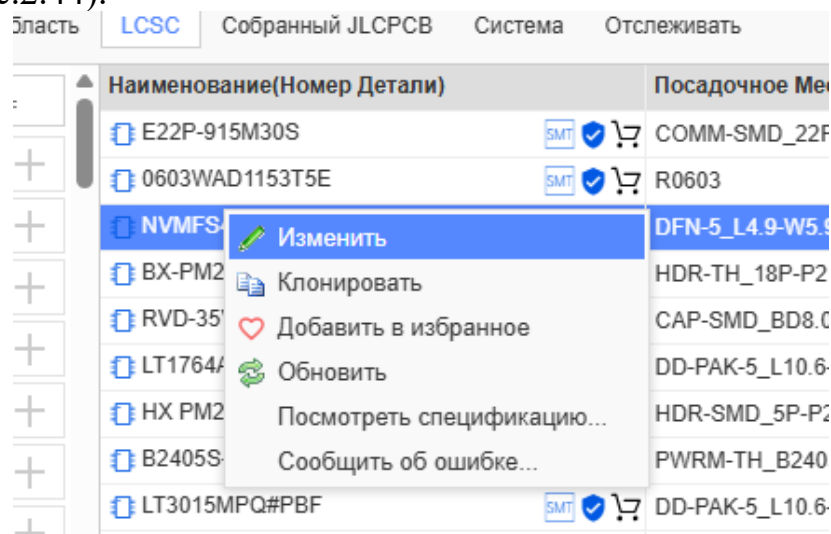 бласть LCSC Собранный JLCPCB Система Отслеживать
Наименование(Номер Детали) Посадочное Ме
E22P-915M30S SMT COMM-SMD_22
0603WAD1153T5E SMT R0603
NVMFS DFN-5_L4.9-W5.9
Изменить
BX-PM2 HDR-TH_18P-P2
Клонировать
RVD-35 CAP-SMD_BD8.0
Добавить в избранное
LT1764A DD-PAK-5_L10.6-
Обновить
HX PM2 HDR-SMD_5P-P2
Посмотреть спецификацию...
B2405S- PWRM-TH_B240
Сообщить об ошибке...
LT3015MPQ#PBF SMT DD-PAK-5_L10.6-